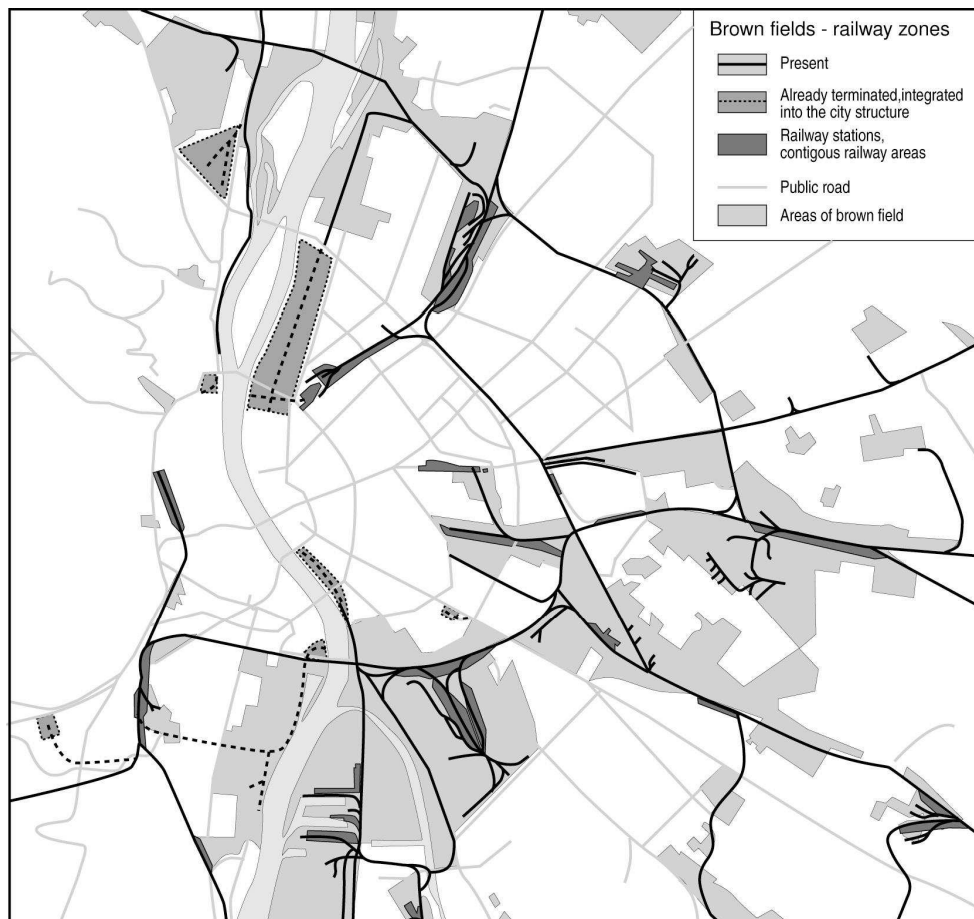 Brown fields - railway zones
Present
Already terminated,integrated
into the city structure
Railway stations,
contigous railway areas
Public road
Areas of brown field